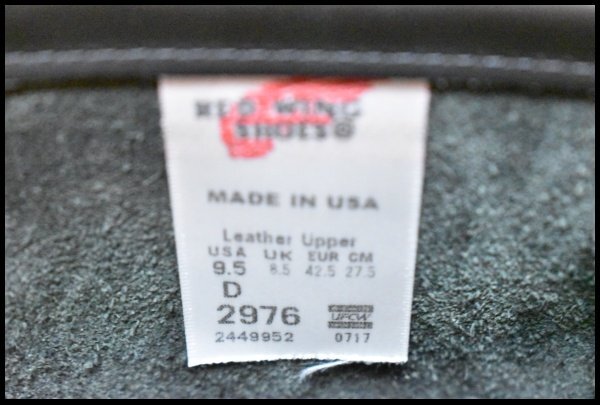 RED WING
SHOES®
MADE IN USA
Leather Upper
USA UK EUR CM
9.5 8.5 42.5 27.5
D
2976
UFCW
2449952 0717